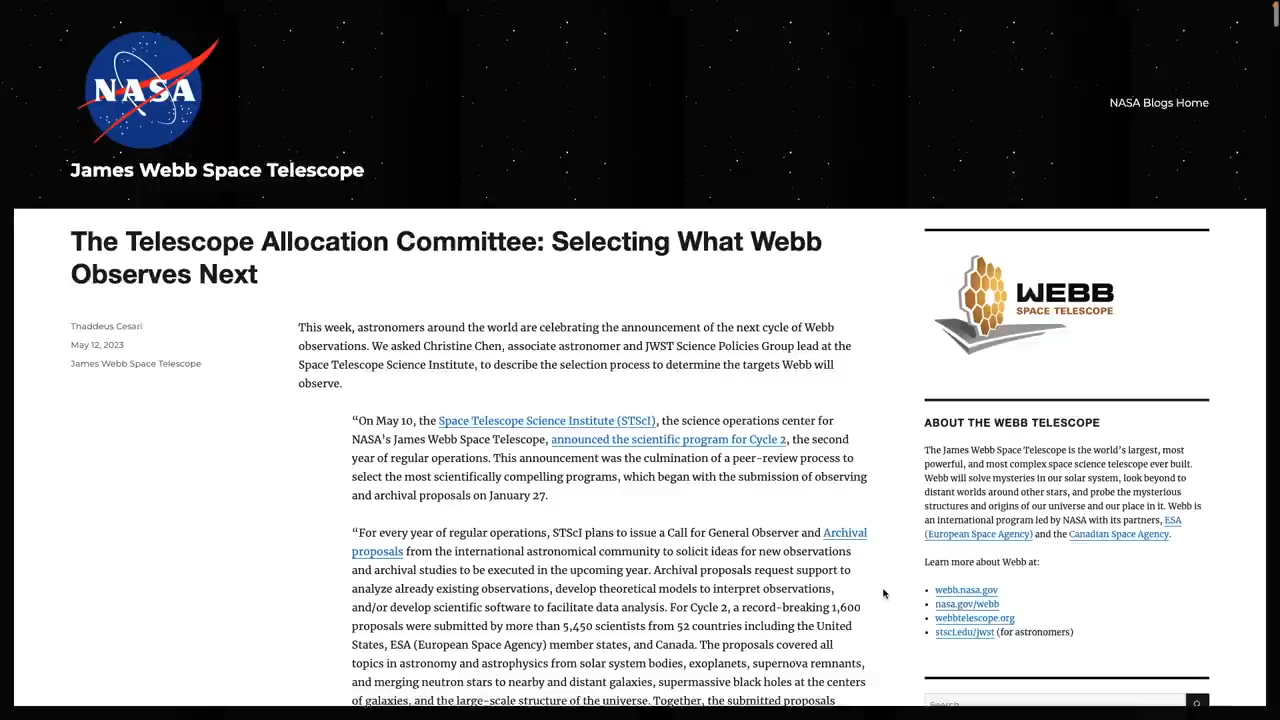 NASA
NASA Blogs Home
James Webb Space Telescope
The Telescope Allocation Committee: Selecting What Webb
Observes Next
Thaddeus Cesari
May 12, 2023
James Webb Space Telescope
This week, astronomers around the world are celebrating the announcement of the next cycle of Webb
observations. We asked Christine Chen, associate astronomer and JWST Science Policies Group lead at the
Space Telescope Science Institute, to describe the selection process to determine the targets Webb will
observe.
“On May 10, the Space Telescope Science Institute (STScI), the science operations center for
NASA’s James Webb Space Telescope, announced the scientific program for Cycle 2, the second
year of regular operations. This announcement was the culmination of a peer-review process to
select the most scientifically compelling programs, which began with the submission of observing
and archival proposals on January 27.
“For every year of regular operations, STScI plans to issue a Call for General Observer and Archival
proposals from the international astronomical community to solicit ideas for new observations
and archival studies to be executed in the upcoming year. Archival proposals request support to
analyze already existing observations, develop theoretical models to interpret observations,
and/or develop scientific software to facilitate data analysis. For Cycle 2, a record-breaking 1,600
proposals were submitted by more than 5,450 scientists from 52 countries including the United
States, ESA (European Space Agency) member states, and Canada. The proposals covered all
topics in astronomy and astrophysics from solar system bodies, exoplanets, supernova remnants,
and merging neutron stars to nearby and distant galaxies, supermassive black holes at the centers
of galaxies, and the large-scale structure of the universe. Together, the submitted proposals
WEBB
SPACE TELESCOPE
ABOUT THE WEBB TELESCOPE
The James Webb Space Telescope is the world’s largest, most
powerful, and most complex space science telescope ever built.
Webb will solve mysteries in our solar system, look beyond to
distant worlds around other stars, and probe the mysterious
structures and origins of our universe and our place in it. Webb is
an international program led by NASA with its partners, ESA
(European Space Agency) and the Canadian Space Agency.
Learn more about Webb at:
• webb.nasa.gov
• nasa.gov/webb
• webbtelescope.org
• stsci.edu/jwst (for astronomers)
Search